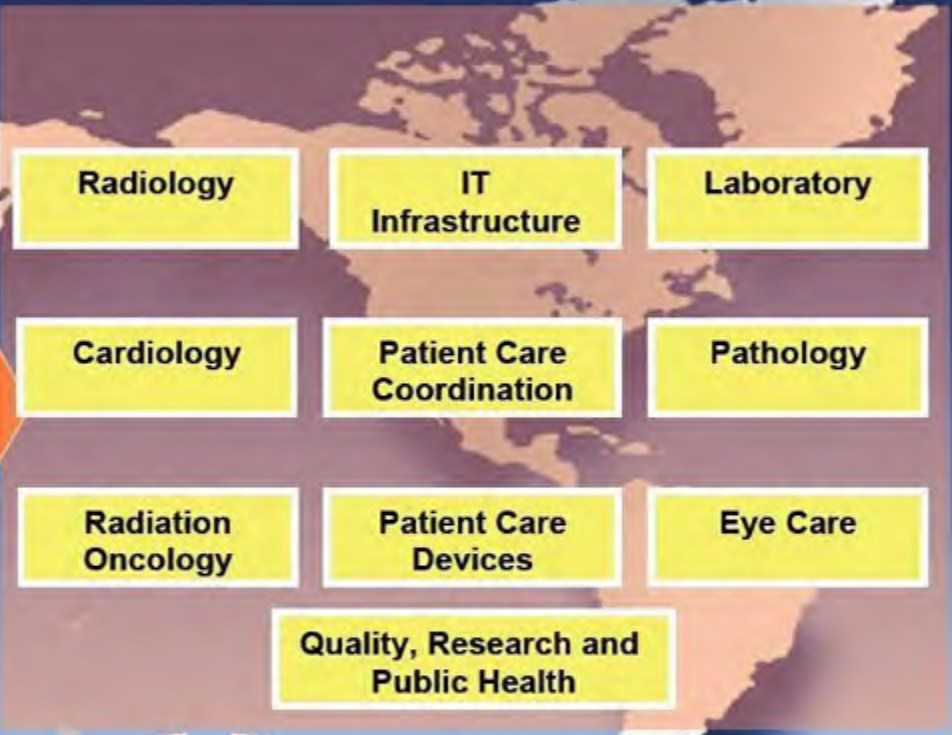 Radiology
IT
Infrastructure
Laboratory
Cardiology
Patient Care
Coordination
Pathology
Radiation
Oncology
Patient Care
Devices
Eye Care
Quality, Research and
Public Health